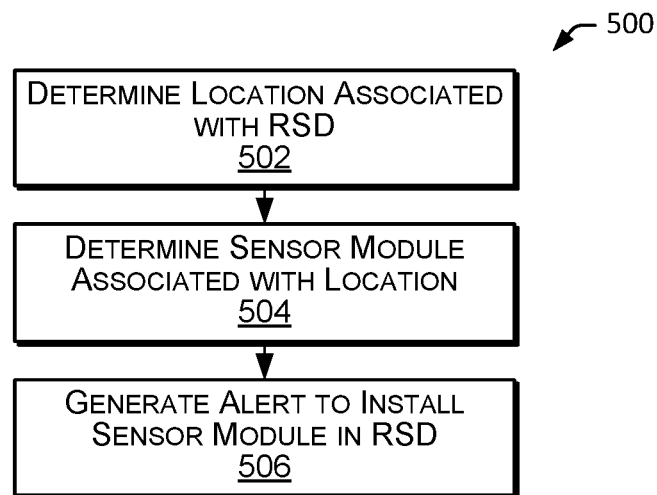 500
DETERMINE LOCATION ASSOCIATED
WITH RSD
502
DETERMINE SENSOR MODULE
ASSOCIATED WITH LOCATION
504
GENERATE ALERT TO INSTALL
SENSOR MODULE IN RSD
506